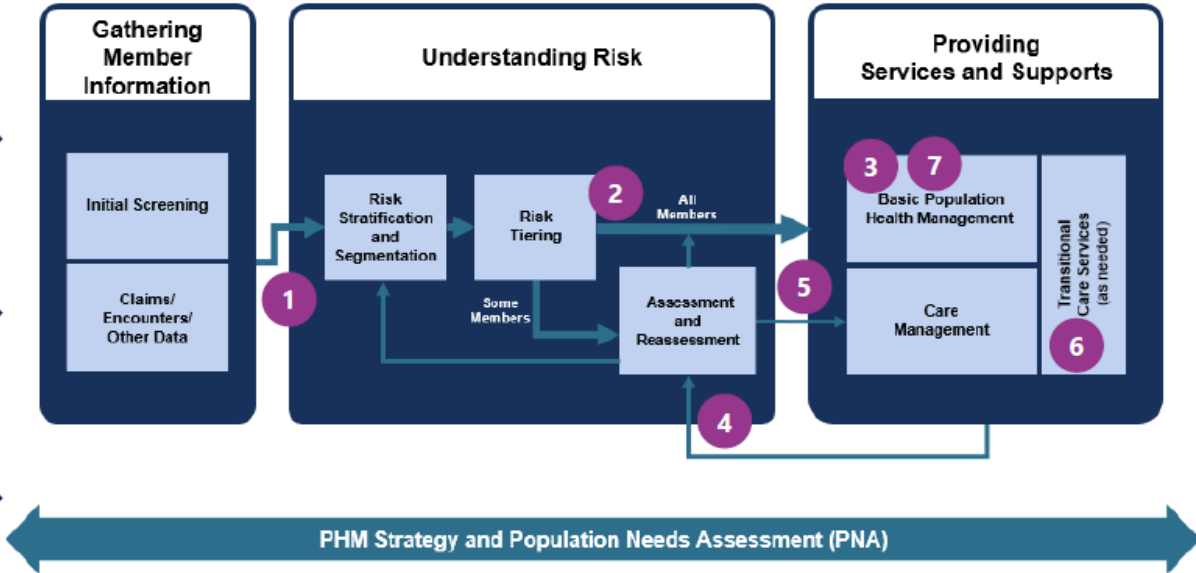 Gathering
Member
Information
Understanding Risk
Providing
Services and Supports
Initial Screening
Claims/
Encounters/
Other Data
1
Risk
Stratification
and
Segmentation
Risk
Tiering
2
All
Members
Some
Members
Assessment
and
Reassessment
5
4
3
7
Basic Population
Health Management
Care
Management
Transitional
Care Services
(as needed)
6
PHM Strategy and Population Needs Assessment (PNA)